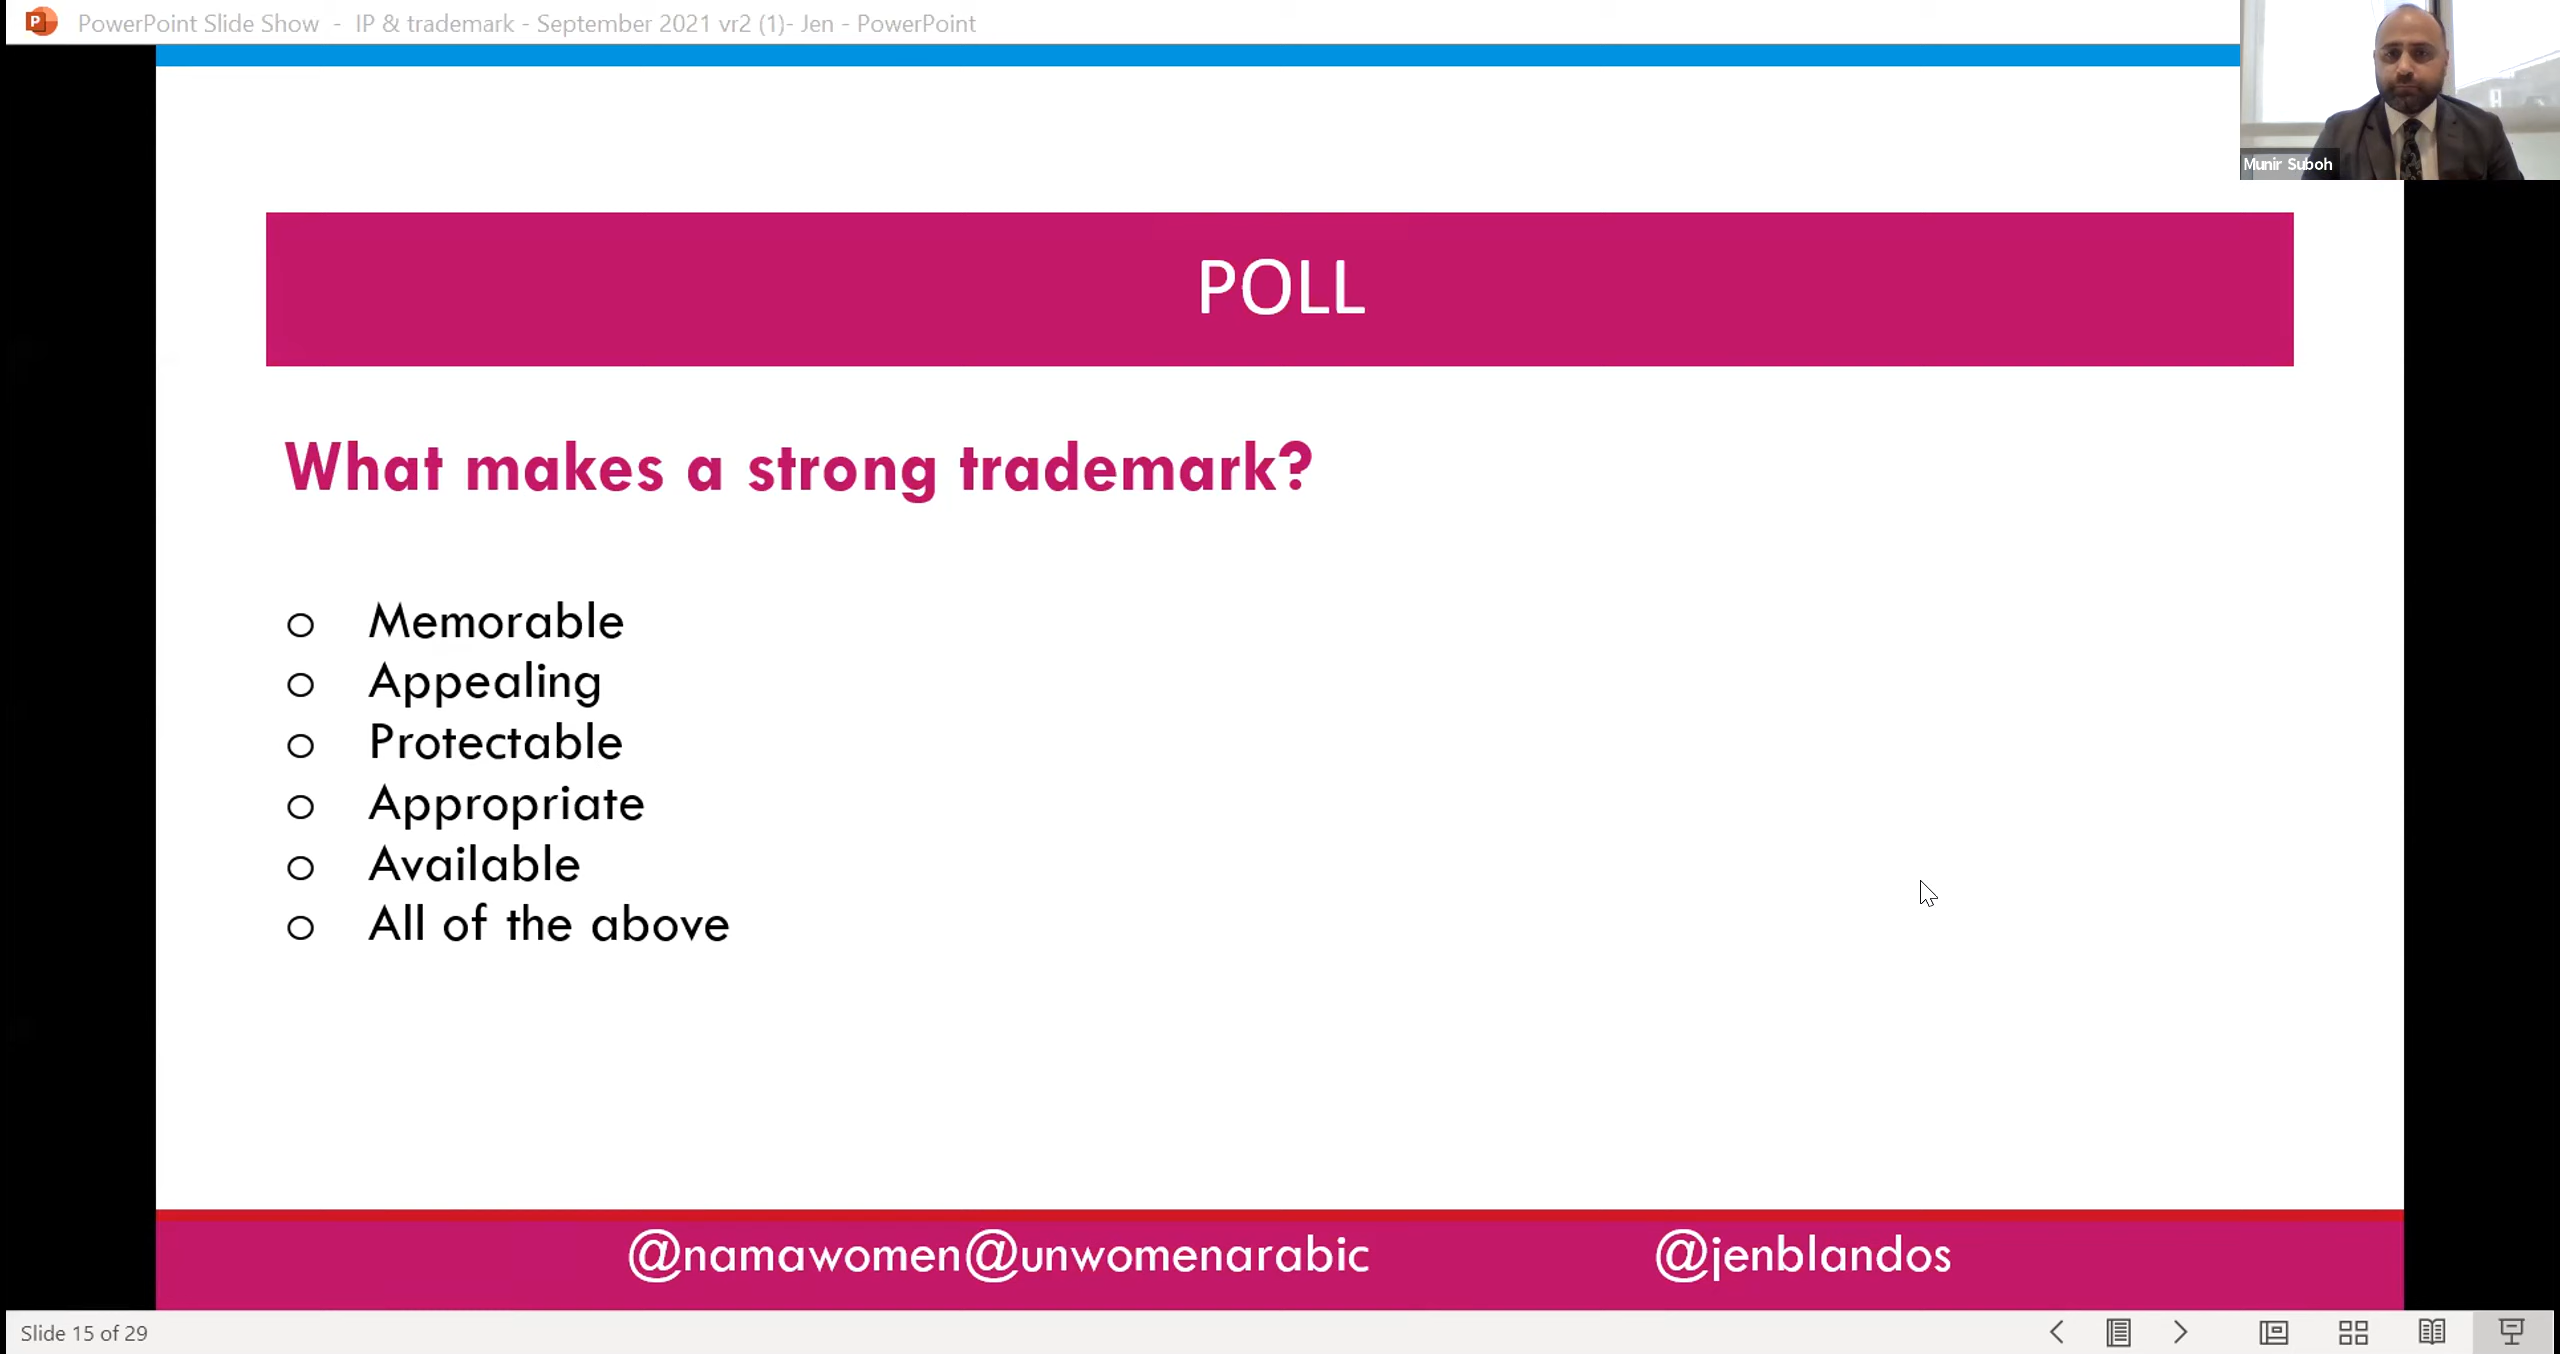 PowerPoint Slide Show - IP & trademark - September 2021 vr2 (1)- Jen - PowerPoint
Munir Suboh
POLL
What makes a strong trademark?
o Memorable
o Appealing
o Protectable
o Appropriate
o Available
o All of the above
@namawomen@unwomenarabic @jenblandos
Slide 15 of 29